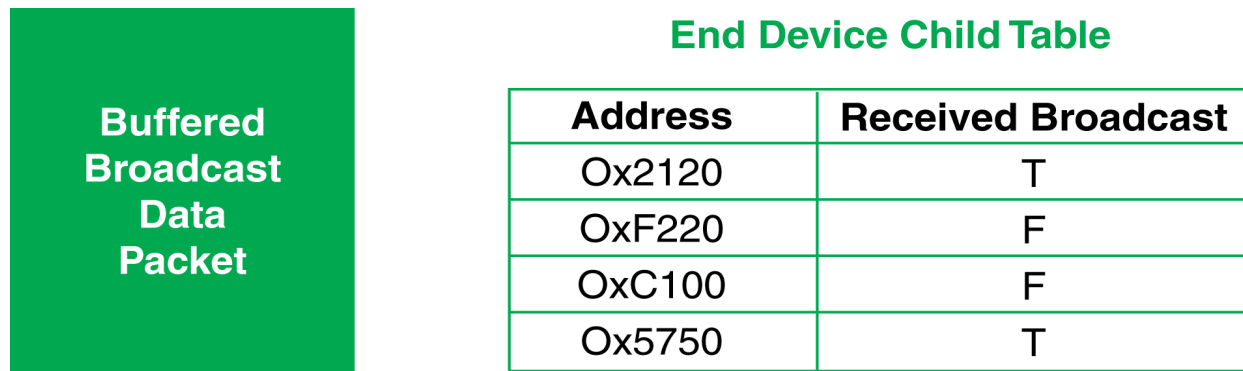 Buffered
Broadcast
Data
Packet
End Device Child Table
Address Received Broadcast
Ox2120 T
OxF220 F
OxC100 F
Ox5750 T